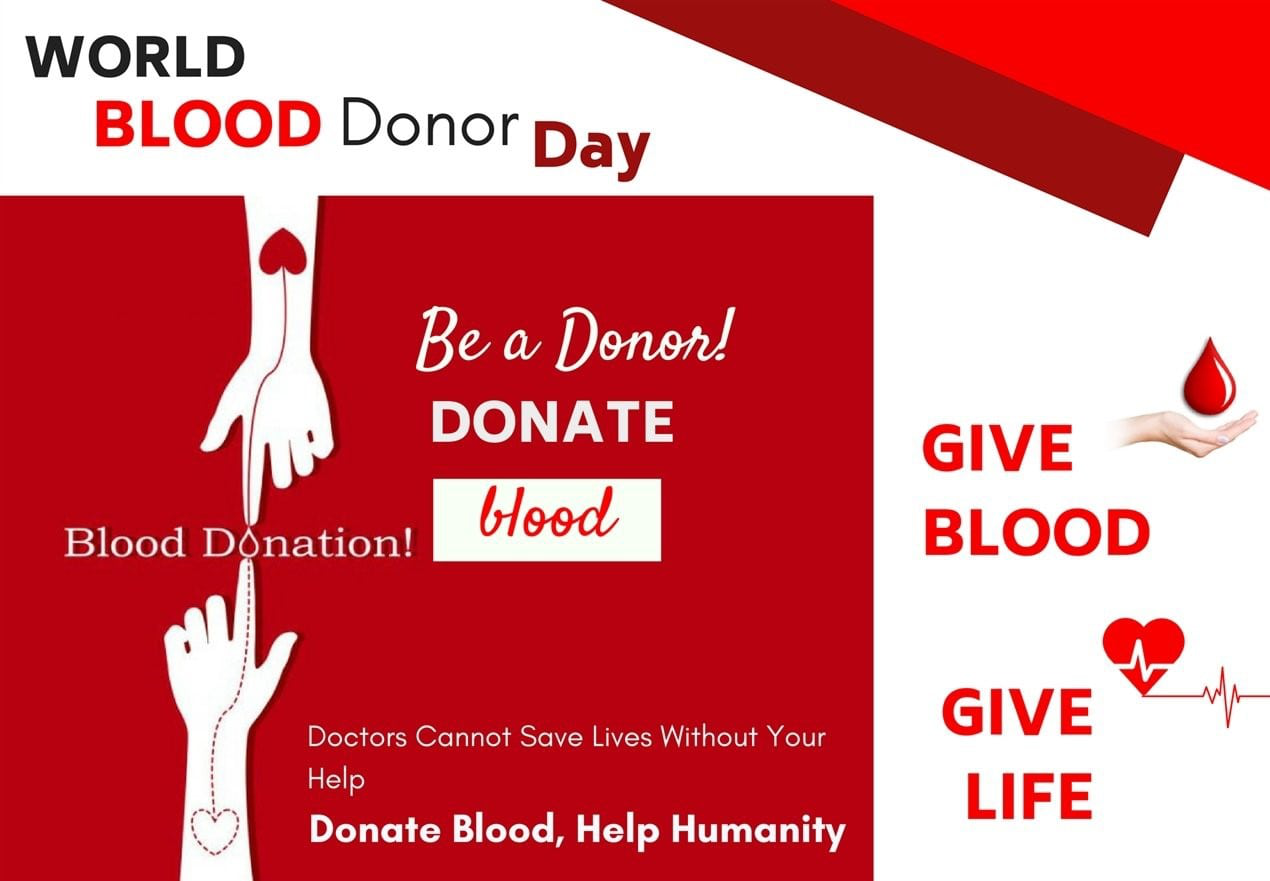 WORLD
BLOOD Donor Day
Be a Donor!
DONATE
blood
Blood Donation!
Doctors Cannot Save Lives Without Your
Help
Donate Blood, Help Humanity
GIVE
BLOOD
GIVE
LIFE